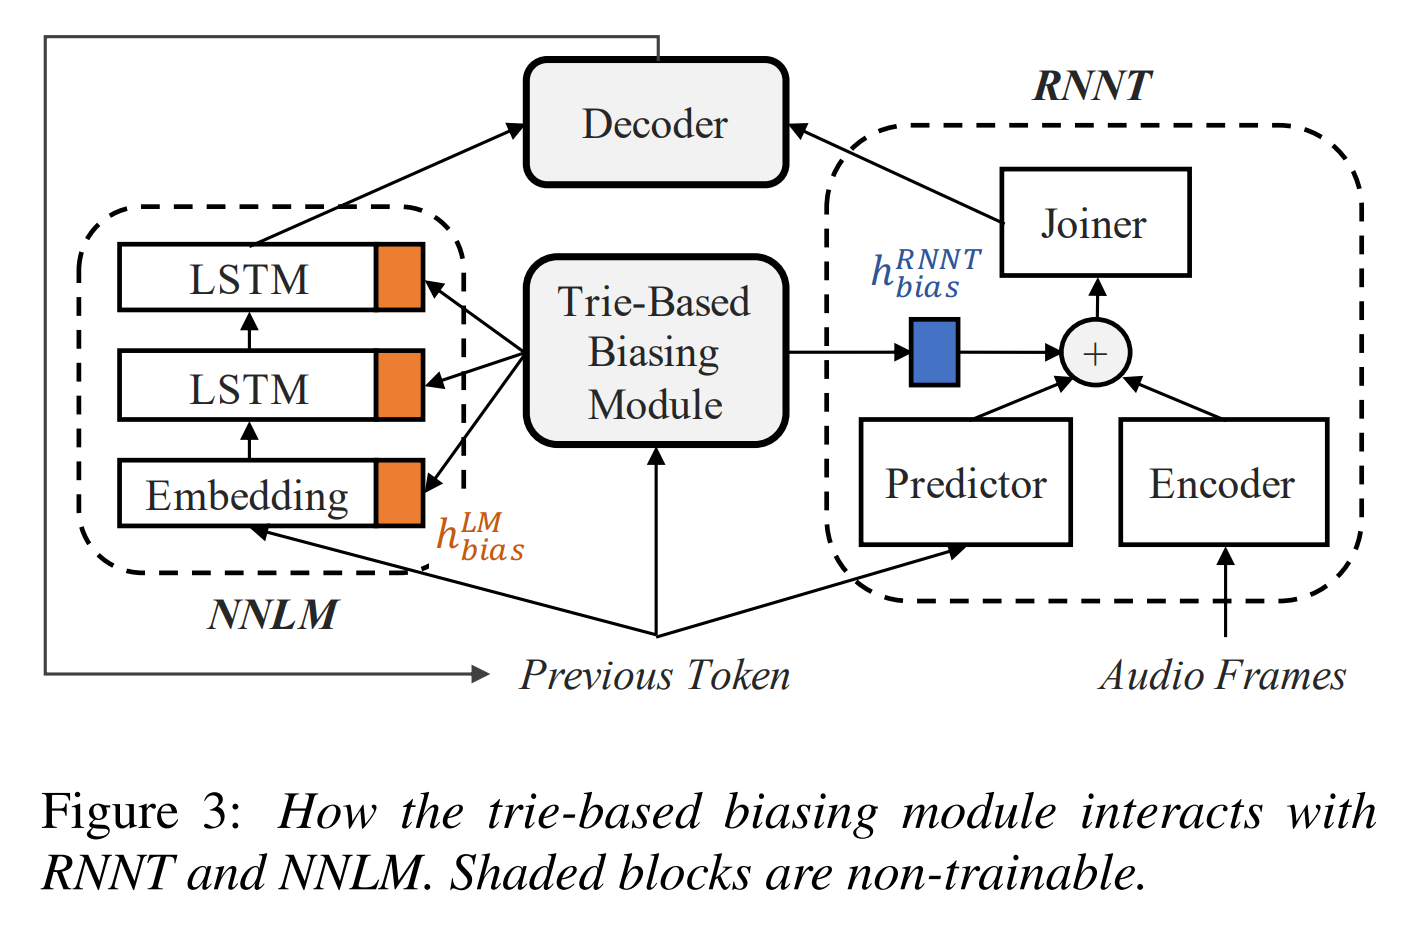 RNNT
Decoder
Joiner
h_{bias}^{RNNT}
LSTM
Trie-Based
Biasing
Module
+
LSTM
Embedding
Predictor
Encoder
h_{bias}^{LM}
NNLM
Previous Token
Audio Frames
Figure 3: How the trie-based biasing module interacts with
RNNT and NNLM. Shaded blocks are non-trainable.